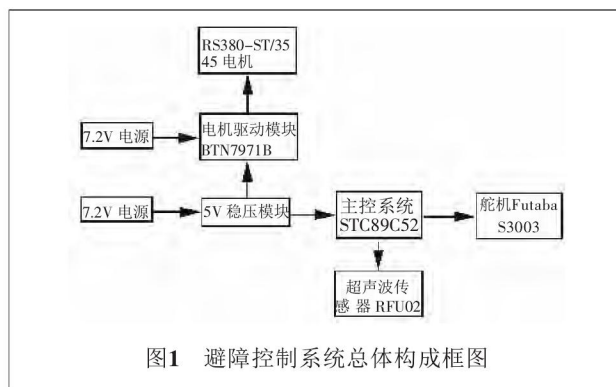 RS380-ST/35
45 电机
7.2V 电源
电机驱动模块
BTN7971B
7.2V 电源
5V 稳压模块
主控系统
STC89C52
舵机Futaba
S3003
超声波传
感 器 RFU02
图1 避障控制系统总体构成框图